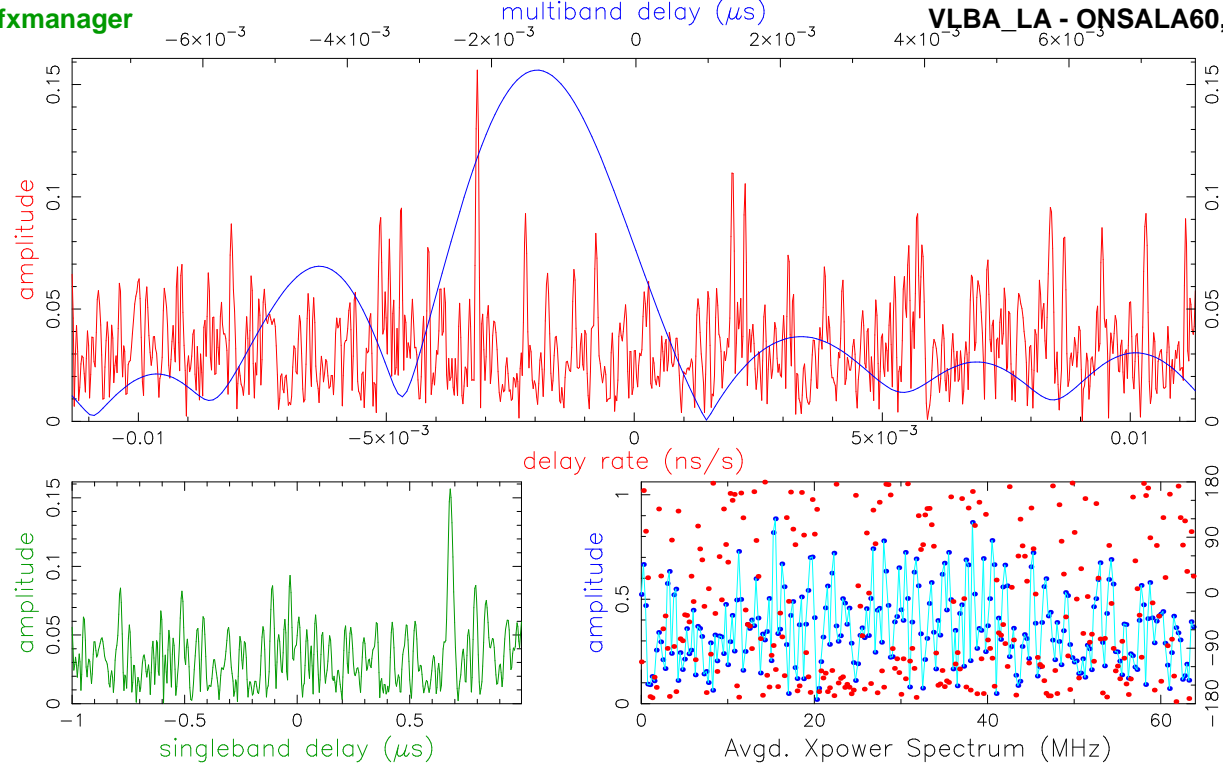 multiband delay (μs)
fxmanager
VLBA_LA - ONSALA60,
−6×10⁻³ −4×10⁻³ −2×10⁻³ 0 2×10⁻³ 4×10⁻³ 6×10⁻³
amplitude
0 0.05 0.1 0.15
0 0.05 0.1 0.15
−0.01 −5×10⁻³ 0 5×10⁻³ 0.01
delay rate (ns/s)
amplitude
0 0.05 0.1 0.15
−1 −0.5 0 0.5
singleband delay (μs)
amplitude
0 0.5 1
−180 −90 0 90 180
0 20 40 60
Avgd. Xpower Spectrum (MHz)